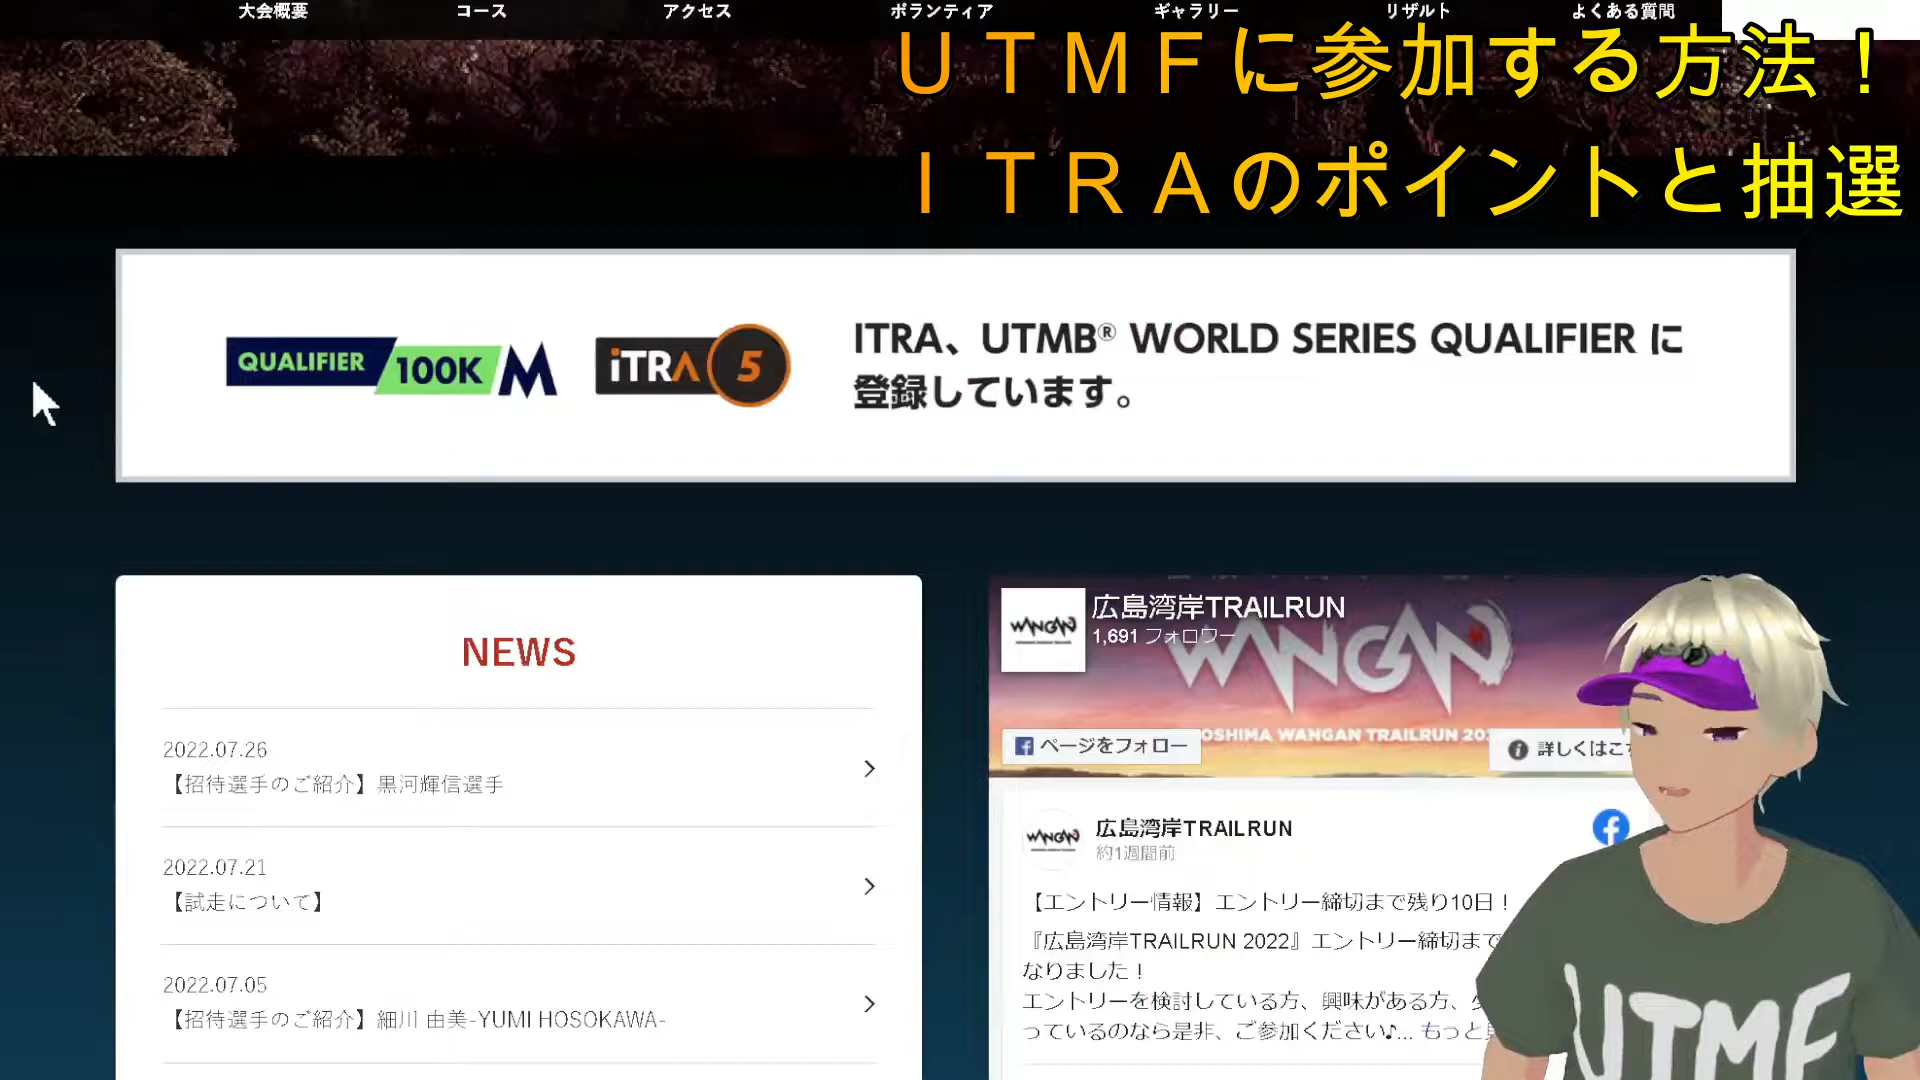 大会概要 コース アクセス ボランティア ギャラリー リザルト よくある質問
UTMFに参加する方法！
ITRAのポイントと抽選
QUALIFIER 100K M iTRA 5
ITRA、UTMB® WORLD SERIES QUALIFIER に
登録しています。
NEWS
2022.07.26
【招待選手のご紹介】黒河輝信選手
2022.07.21
【試走について】
2022.07.05
【招待選手のご紹介】細川 由美-YUMI HOSOKAWA-
WANGAN
広島湾岸TRAILRUN
1,691 フォロワー
WANGAN
OSHIMA WANGAN TRAILRUN 20
ページをフォロー
詳しくはこ
WANGAN
広島湾岸TRAILRUN
約1週間前
【エントリー情報】エントリー締切まで残り10日！
『広島湾岸TRAILRUN 2022』エントリー締切まで
なりました！
エントリーを検討している方、興味がある方、
っているのなら是非、ご参加ください♪... もっと
UTMF